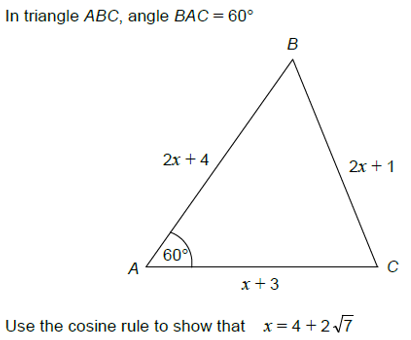 In triangle ABC, angle BAC = 60°
B
2x + 4
2x + 1
60°
A
C
x + 3
Use the cosine rule to show that x = 4 + 2√7